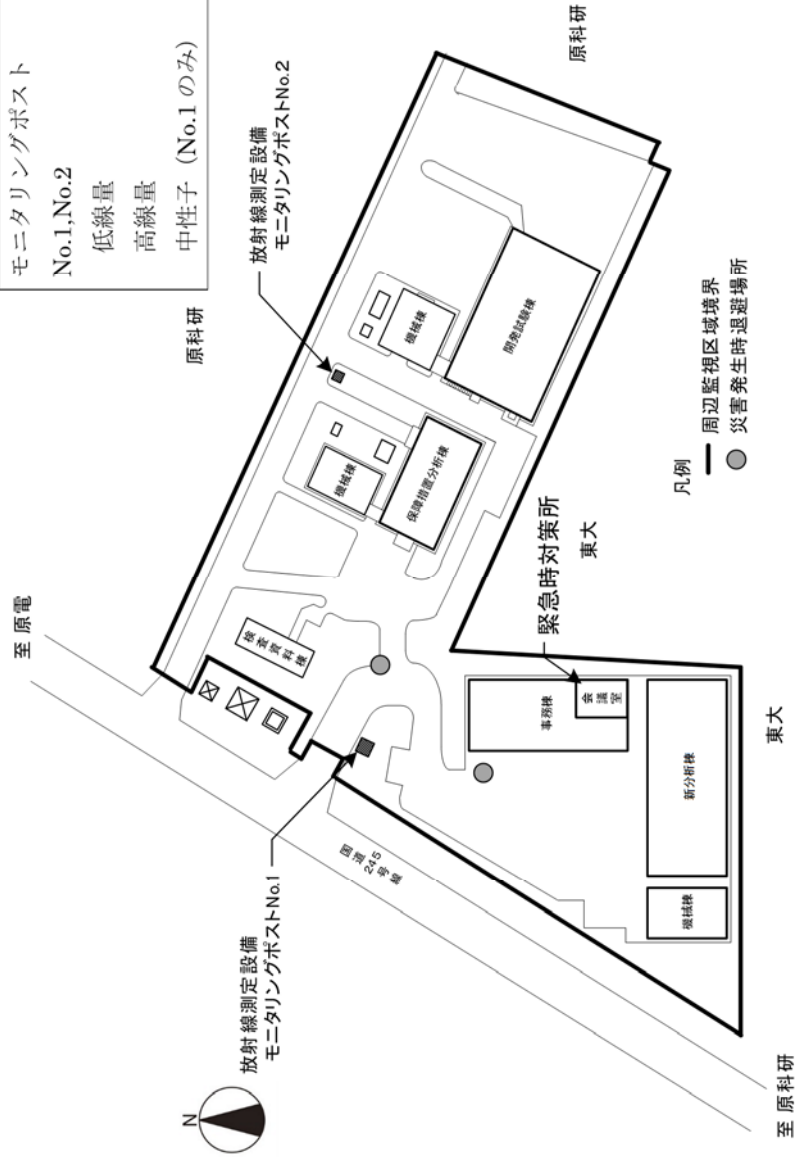 モニタリングポスト
No.1,No.2
低線量
高線量
中性子 (No.1 のみ)
原科研
原科研
放射線測定設備
モニタリングポストNo.2
至 原電
機械棟
開発試験棟
機械棟
保障措置分析棟
検査資料棟
緊急時対策所
東大
凡例
周辺監視区域境界
災害発生時退避場所
事務棟
会議室
新分析棟
機械棟
東大
国道
245
号線
放射線測定設備
モニタリングポストNo.1
N
至 原科研